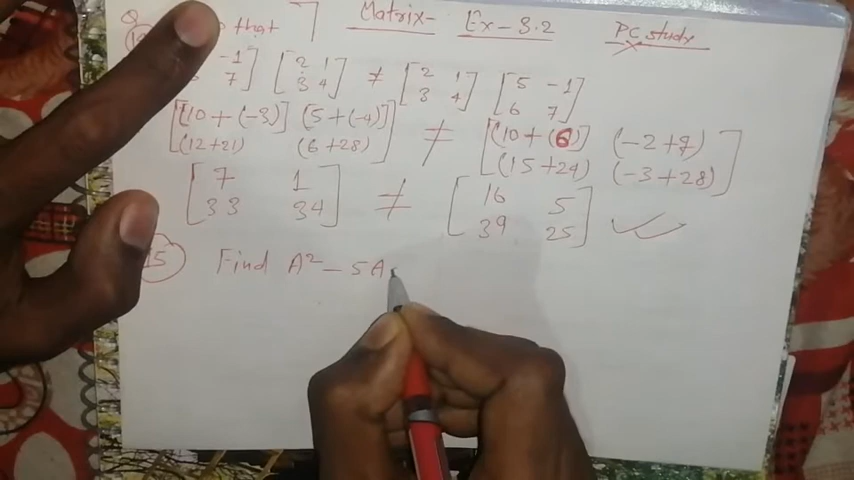 Q Matrix- Ex-3.2 PC study
that
-1] [2 1 ≠ [2 1 [5 -1
7] 3 4] 3 4] 6 7]
[(10+(-3)] (5+(-4)] ≠ [(10+(6)] (-2+7)
(12+21) (6+28)] (15+24) (-3+28)]
[7 1 ≠ [16 5
33 34] 39 25]
15 Find A² - 5A